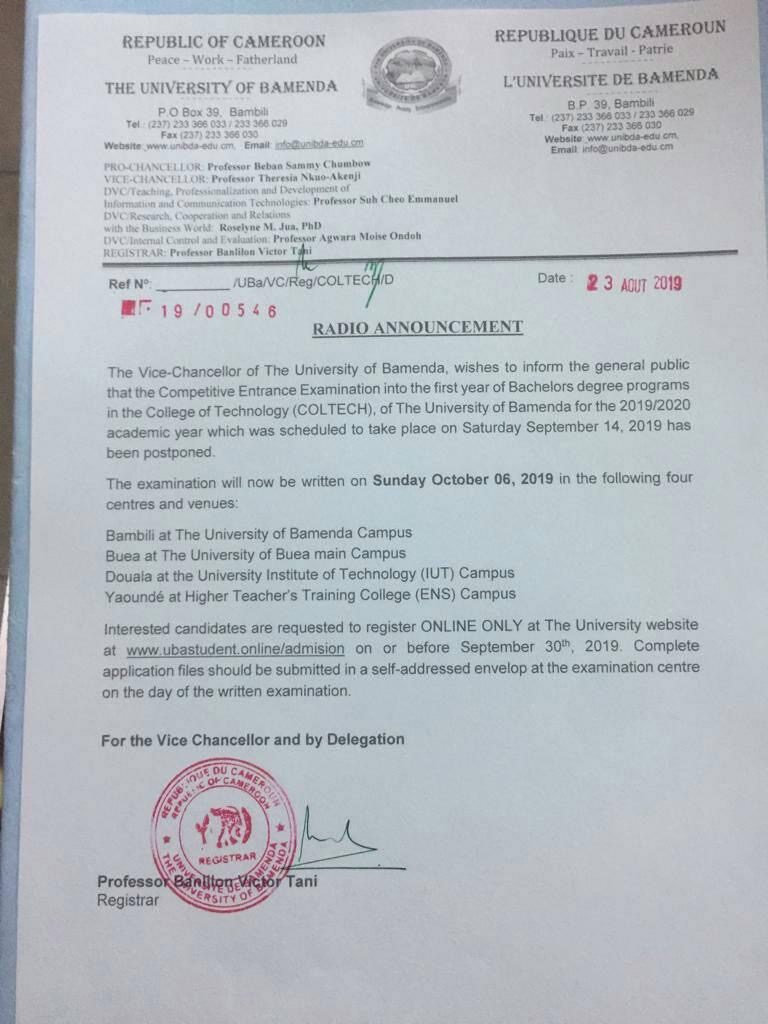 REPUBLIC OF CAMEROON
Peace – Work – Fatherland
THE UNIVERSITY OF BAMENDA
P.O Box 39, Bambili
Tel : (237) 233 366 033 / 233 366 029
Fax (237) 233 366 030
Website www.unibda-edu.cm, Email: info@unibda-edu.cm
REPUBLIQUE DU CAMEROUN
Paix – Travail - Patrie
L'UNIVERSITE DE BAMENDA
B.P. 39, Bambili
Tel : (237) 233 366 033 / 233 366 029
Fax (237) 233 366 030
Website www.unibda-edu.cm,
Email: info@unibda-edu.cm
PRO-CHANCELLOR: Professor Beban Sammy Chumbow
VICE-CHANCELLOR: Professor Theresia Nkuo-Akenji
DVC/Teaching, Professionalization and Development of
Information and Communication Technologies: Professor Suh Cheo Emmanuel
DVC/Research, Cooperation and Relations
with the Business World: Roselyne M. Jua, PhD
DVC/Internal Control and Evaluation: Professor Agwara Moise Ondoh
REGISTRAR: Professor Banlilon Victor Tani
Ref Nº: __________ /UBa/VC/Reg/COLTECH/D
Date : 23 AOUT 2019
19/00546
RADIO ANNOUNCEMENT
The Vice-Chancellor of The University of Bamenda, wishes to inform the general public
that the Competitive Entrance Examination into the first year of Bachelors degree programs
in the College of Technology (COLTECH), of The University of Bamenda for the 2019/2020
academic year which was scheduled to take place on Saturday September 14, 2019 has
been postponed.
The examination will now be written on Sunday October 06, 2019 in the following four
centres and venues:
Bambili at The University of Bamenda Campus
Buea at The University of Buea main Campus
Douala at the University Institute of Technology (IUT) Campus
Yaoundé at Higher Teacher's Training College (ENS) Campus
Interested candidates are requested to register ONLINE ONLY at The University website
at www.ubastudent.online/admision on or before September 30th, 2019. Complete
application files should be submitted in a self-addressed envelop at the examination centre
on the day of the written examination.
For the Vice Chancellor and by Delegation
REPUBLIQUE DU CAMEROUN
REPUBLIC OF CAMEROON
REGISTRAR
UNIVERSITE DE BAMENDA
THE UNIVERSITY OF BAMENDA
Professor Banlilon Victor Tani
Registrar